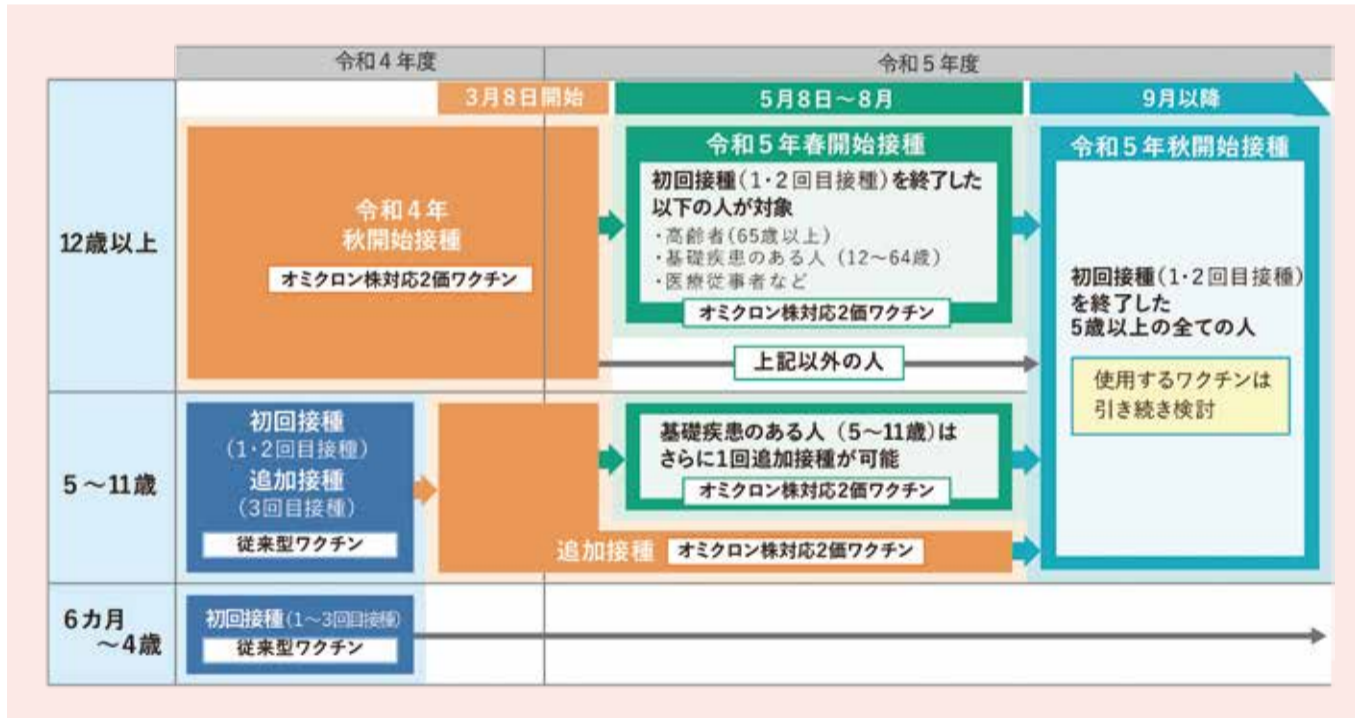 令和4年度
令和5年度
3月8日開始
5月8日～8月
9月以降
12歳以上
令和4年
秋開始接種
オミクロン株対応2価ワクチン
令和5年春開始接種
初回接種(1・2回目接種)を終了した
以下の人が対象
・高齢者(65歳以上)
・基礎疾患のある人(12～64歳)
・医療従事者など
オミクロン株対応2価ワクチン
上記以外の人
令和5年秋開始接種
初回接種(1・2回目接種)
を終了した
5歳以上の全ての人
使用するワクチンは
引き続き検討
5～11歳
初回接種
(1・2回目接種)
追加接種
(3回目接種)
従来型ワクチン
基礎疾患のある人(5～11歳)は
さらに1回追加接種が可能
オミクロン株対応2価ワクチン
追加接種 オミクロン株対応2価ワクチン
6カ月
～4歳
初回接種(1～3回目接種)
従来型ワクチン